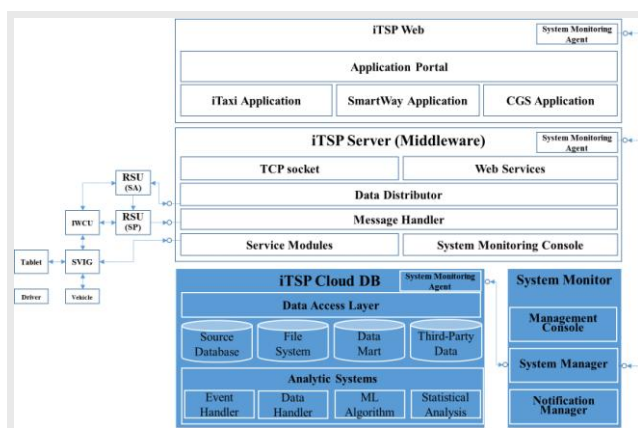 iTSP Web
System Monitoring
Agent
Application Portal
iTaxi Application
SmartWay Application
CGS Application
iTSP Server (Middleware)
System Monitoring
Agent
TCP socket
Web Services
Data Distributor
Message Handler
Service Modules
System Monitoring Console
RSU
(SA)
IWCU
RSU
(SP)
Tablet
SVIG
Driver
Vehicle
iTSP Cloud DB
System Monitoring
Agent
Data Access Layer
Source
Database
File
System
Data
Mart
Third-Party
Data
Analytic Systems
Event
Handler
Data
Handler
ML
Algorithm
Statistical
Analysis
System Monitor
Management
Console
System Manager
Notification
Manager